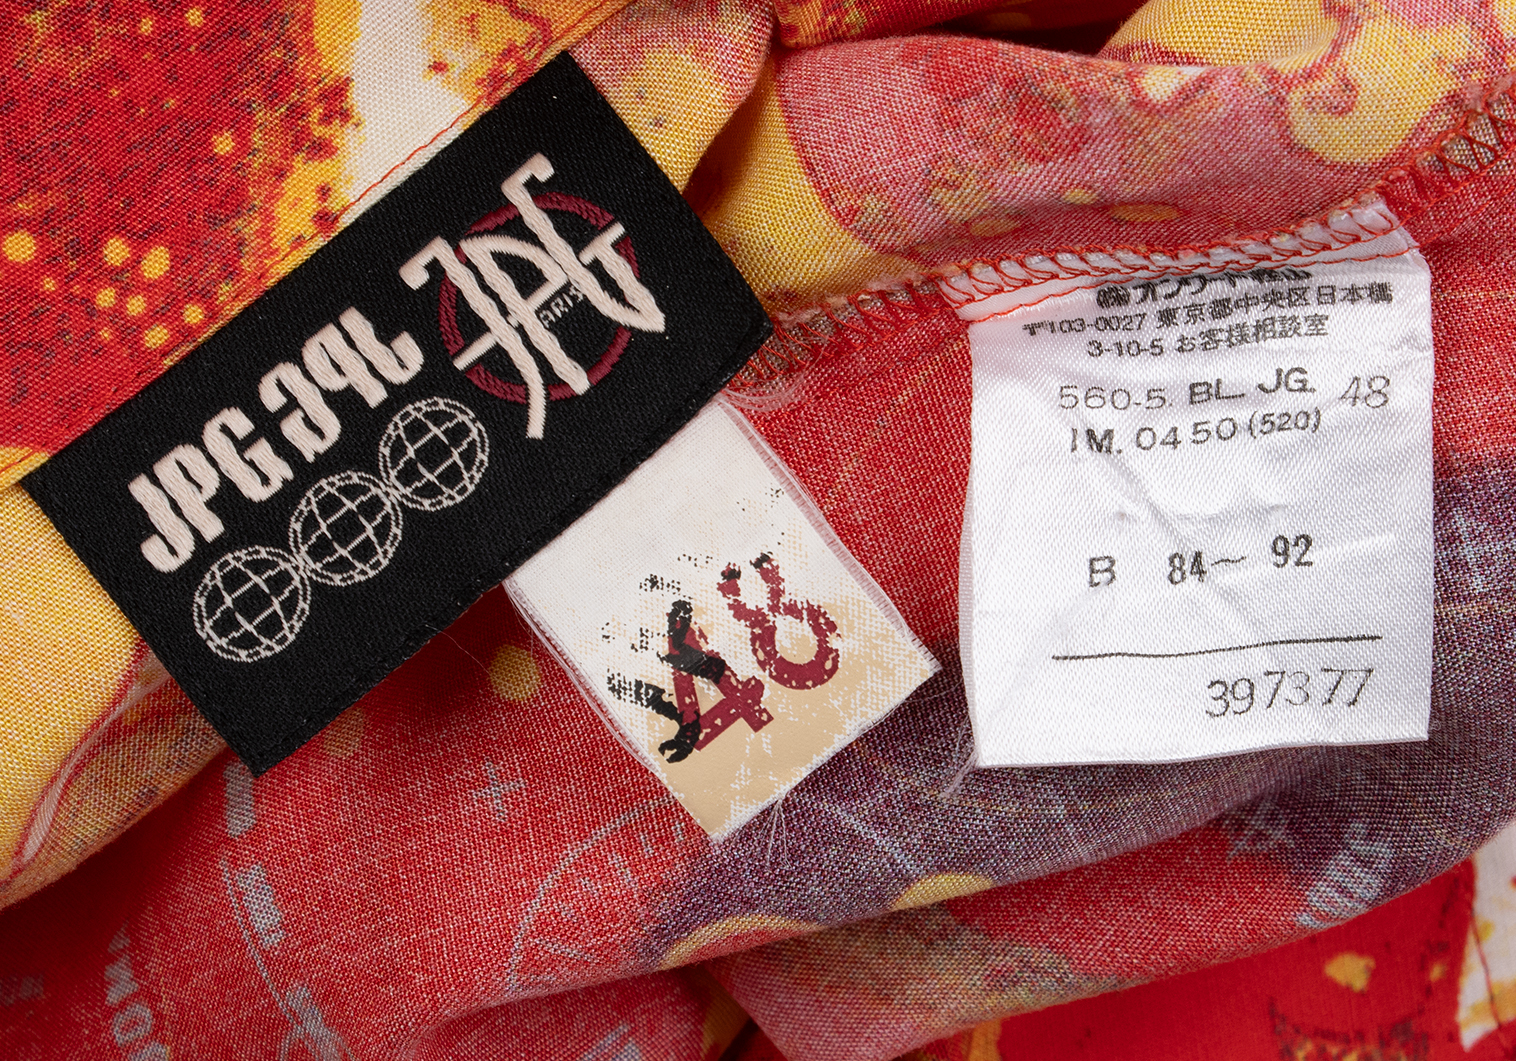 JPG JPG
PARIS
48
㈱オンワード樫山
〒103-0027 東京都中央区日本橋
3-10-5 お客様相談室
560-5. BL. JG. 48
IM. 0450 (520)
B 84〜 92
397377